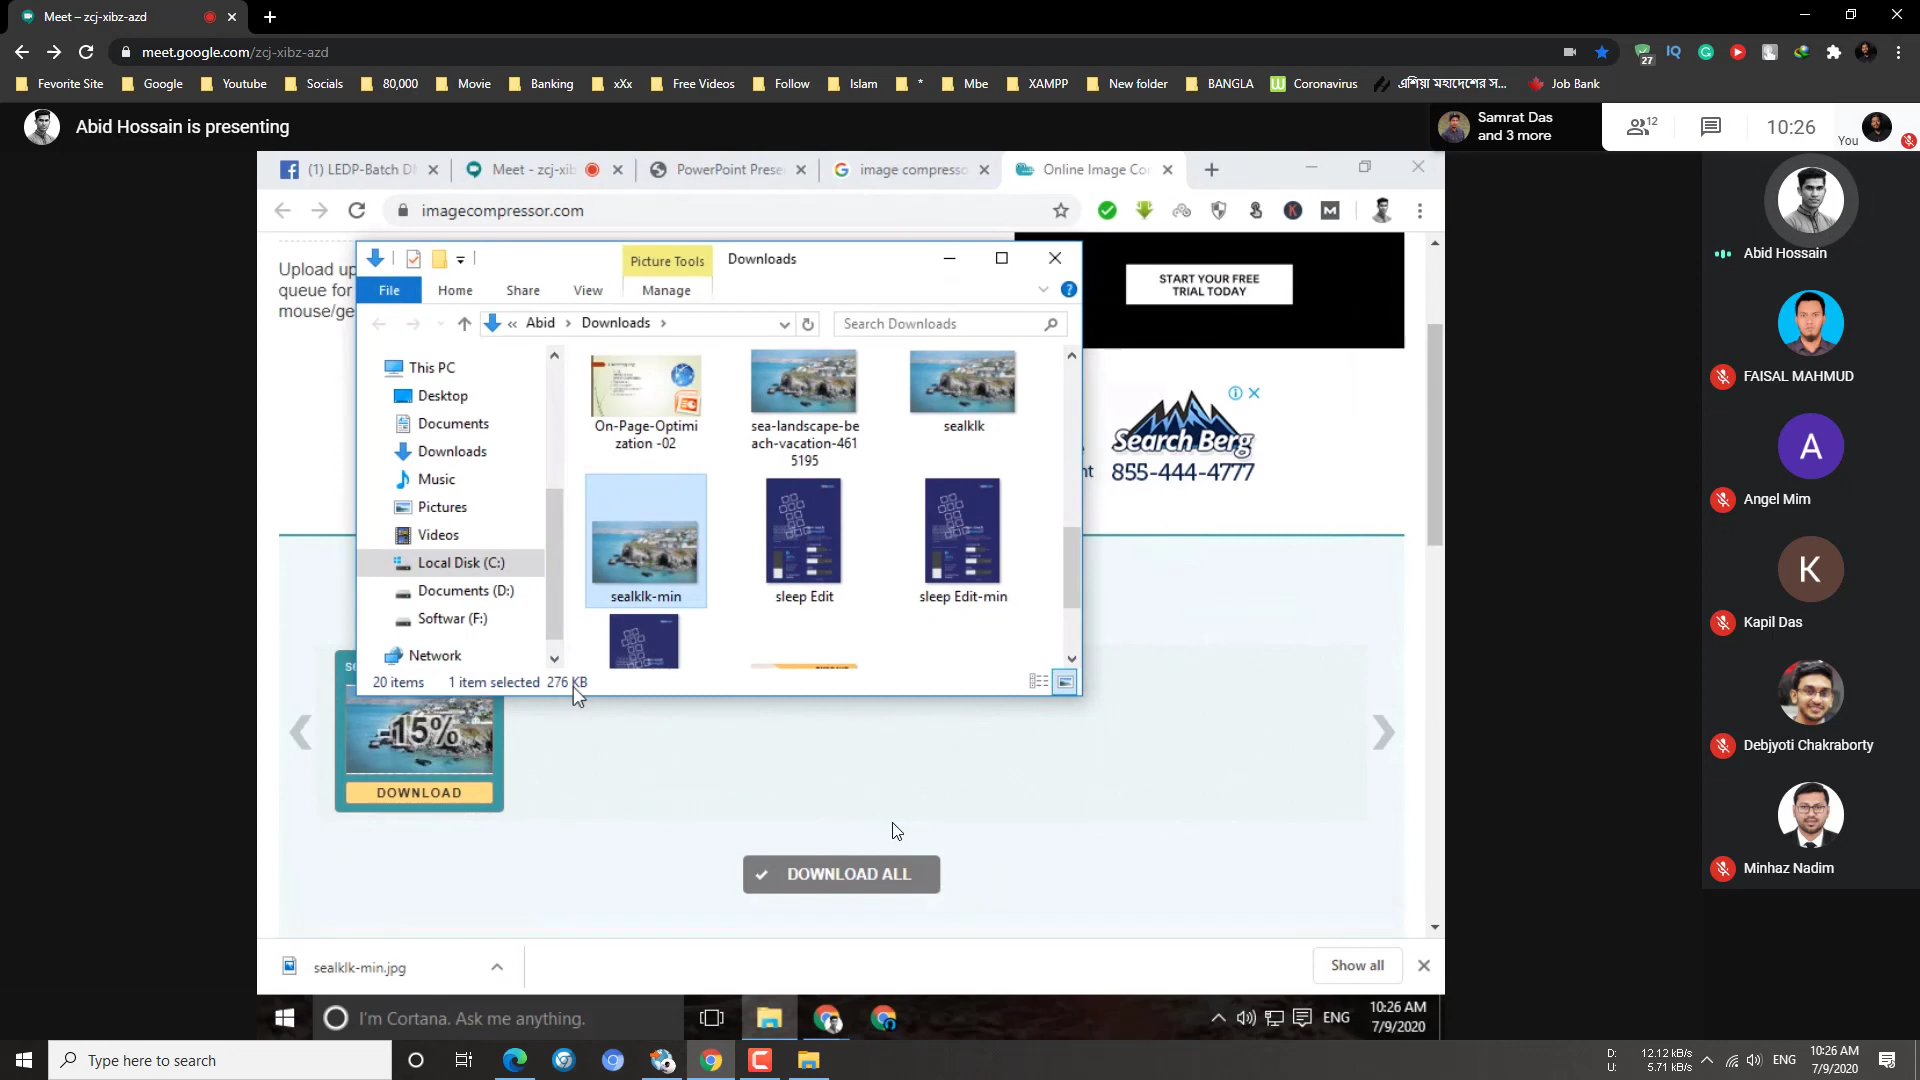 Meet – zcj-xibz-azd
meet.google.com/zcj-xibz-azd
27
IQ
Fevorite Site
Google
Youtube
Socials
80,000
Movie
Banking
xXx
Free Videos
Follow
Islam
*
Mbe
XAMPP
New folder
BANGLA
Coronavirus
এশিয়া মহাদেশের স...
Job Bank
Abid Hossain is presenting
Samrat Das
and 3 more
12
10:26
You
(1) LEDP-Batch DI
Meet - zcj-xib
PowerPoint Prese
image compresso
Online Image Co
imagecompressor.com
Upload up
queue for
mouse/ge
START YOUR FREE
TRIAL TODAY
Search Berg
855-444-4777
nt
Picture Tools
Downloads
File
Home
Share
View
Manage
Abid
Downloads
Search Downloads
This PC
Desktop
Documents
Downloads
Music
Pictures
Videos
Local Disk (C:)
Documents (D:)
Softwar (F:)
Network
On-Page-Optimi
zation -02
sea-landscape-be
ach-vacation-461
5195
sealklk
sealklk-min
sleep Edit
sleep Edit-min
20 items
1 item selected 276 KB
-15%
DOWNLOAD
DOWNLOAD ALL
sealklk-min.jpg
Show all
I'm Cortana. Ask me anything.
ENG
10:26 AM
7/9/2020
Abid Hossain
FAISAL MAHMUD
A
Angel Mim
K
Kapil Das
Debjyoti Chakraborty
Minhaz Nadim
Type here to search
D: 12.12 kB/s
U: 5.71 kB/s
ENG
10:26 AM
7/9/2020